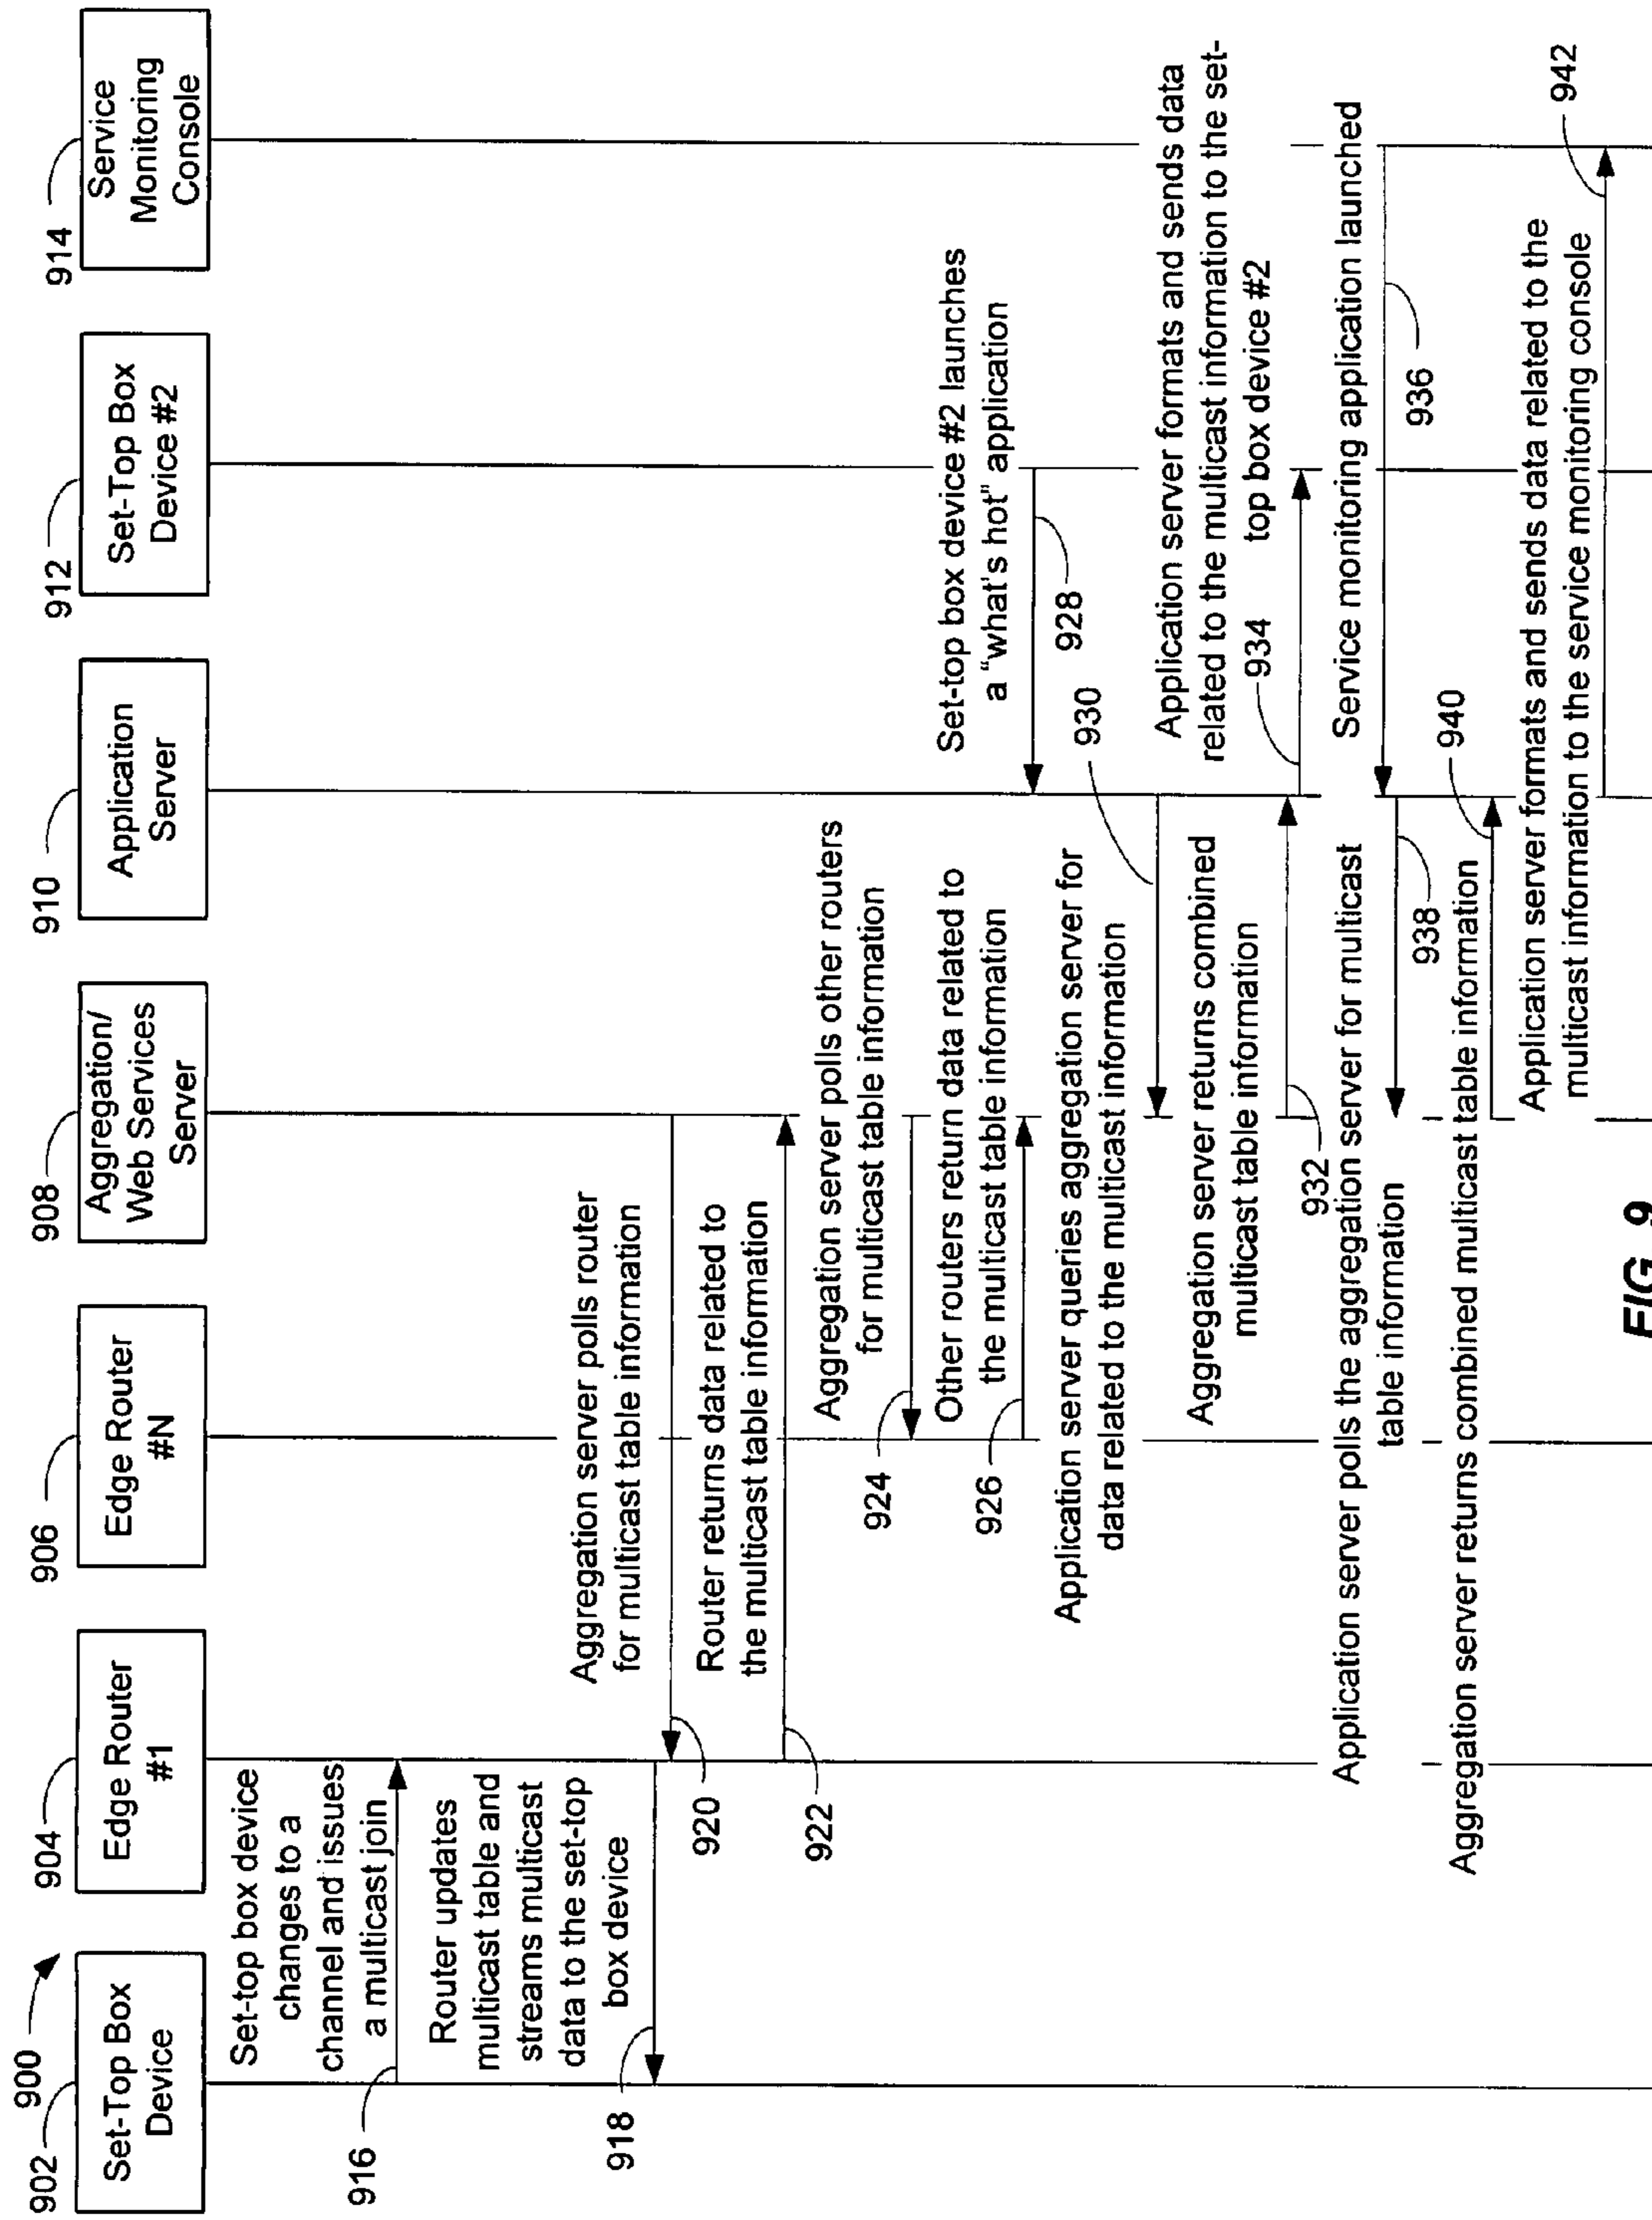 900
902
Set-Top Box
Device
904
Edge Router
#1
906
Edge Router
#N
908
Aggregation/
Web Services
Server
910
Application
Server
912
Set-Top Box
Device #2
914
Service
Monitoring
Console
Set-top box device
changes to a
channel and issues
a multicast join
916
Router updates
multicast table and
streams multicast
data to the set-top
box device
918
Aggregation server polls router
for multicast table information
920
Router returns data related to
the multicast table information
922
Aggregation server polls other routers
for multicast table information
924
Other routers return data related to
the multicast table information
926
Set-top box device #2 launches
a "what's hot" application
928
Application server queries aggregation server for
data related to the multicast information
930
Aggregation server returns combined
multicast table information
932
Application server formats and sends data
related to the multicast information to the set-
top box device #2
934
Service monitoring application launched
936
Application server polls the aggregation server for multicast
table information
938
Aggregation server returns combined multicast table information
940
Application server formats and sends data related to the
multicast information to the service monitoring console
942
FIG. 9